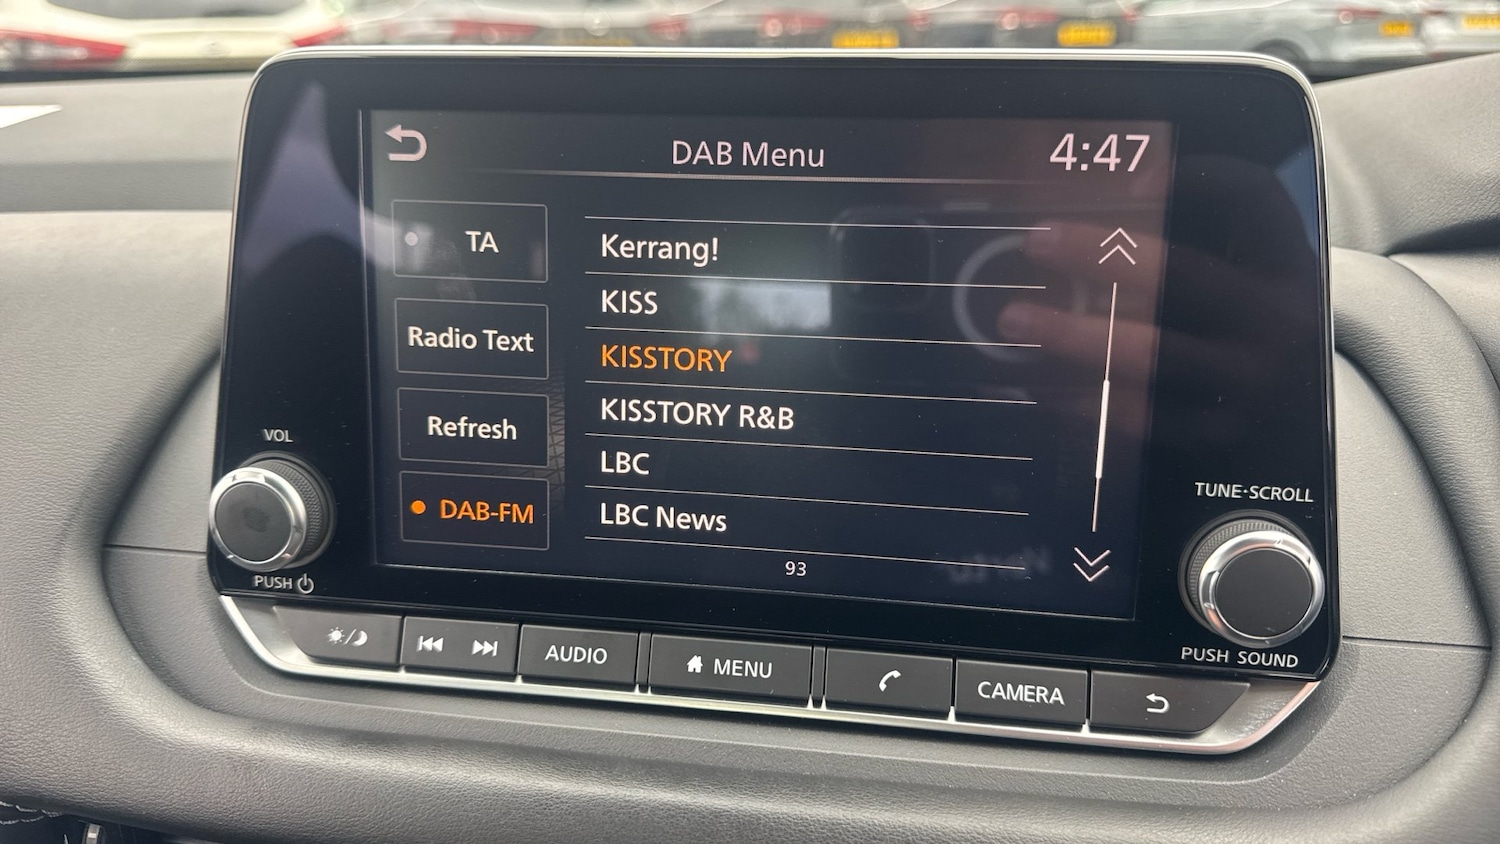 DAB Menu
4:47
TA
Radio Text
Refresh
DAB-FM
Kerrang!
KISS
KISSTORY
KISSTORY R&B
LBC
LBC News
93
VOL
PUSH
TUNE·SCROLL
PUSH SOUND
AUDIO
MENU
CAMERA